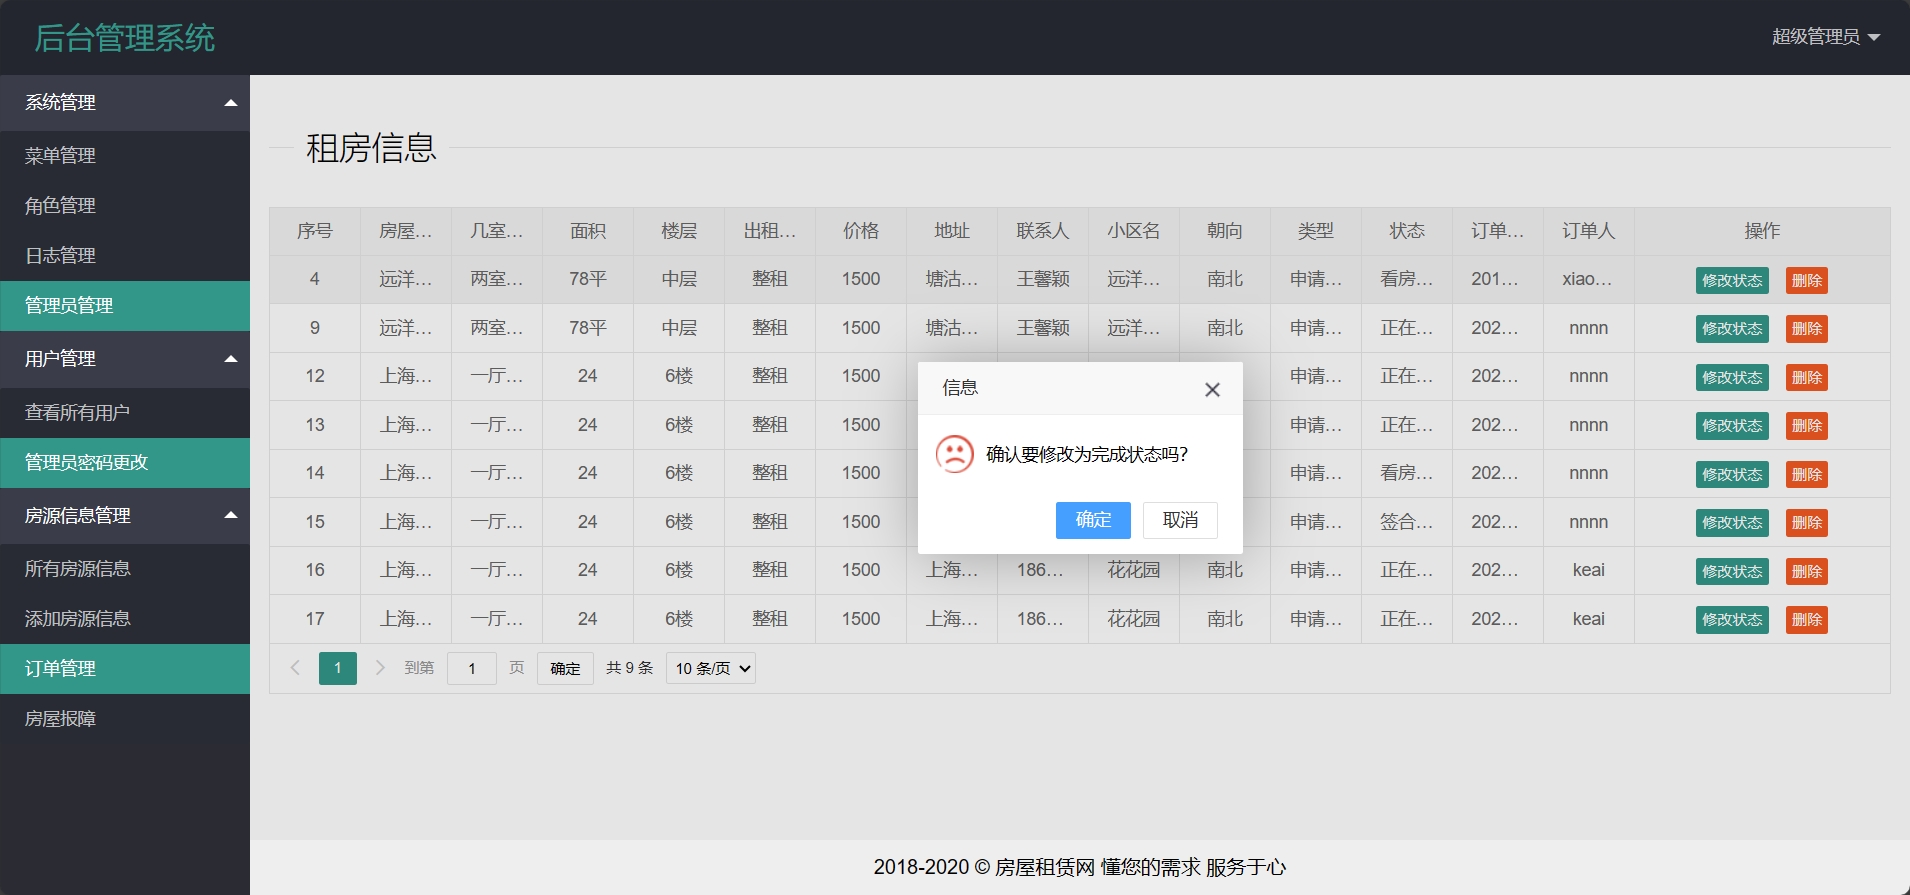 后台管理系统
超级管理员
系统管理
菜单管理
角色管理
日志管理
管理员管理
用户管理
查看所有用户
管理员密码更改
房源信息管理
所有房源信息
添加房源信息
订单管理
房屋报障
租房信息
序号 房屋... 几室... 面积 楼层 出租... 价格 地址 联系人 小区名 朝向 类型 状态 订单... 订单人 操作
4 远洋... 两室... 78平 中层 整租 1500 塘沽... 王馨颖 远洋... 南北 申请... 看房... 201... xiao... 修改状态 删除
9 远洋... 两室... 78平 中层 整租 1500 塘沽... 王馨颖 远洋... 南北 申请... 正在... 202... nnnn 修改状态 删除
12 上海... 一厅... 24 6楼 整租 1500 申请... 正在... 202... nnnn 修改状态 删除
13 上海... 一厅... 24 6楼 整租 1500 申请... 正在... 202... nnnn 修改状态 删除
14 上海... 一厅... 24 6楼 整租 1500 申请... 看房... 202... nnnn 修改状态 删除
15 上海... 一厅... 24 6楼 整租 1500 申请... 签合... 202... nnnn 修改状态 删除
16 上海... 一厅... 24 6楼 整租 1500 上海... 186... 花花园 南北 申请... 正在... 202... keai 修改状态 删除
17 上海... 一厅... 24 6楼 整租 1500 上海... 186... 花花园 南北 申请... 正在... 202... keai 修改状态 删除
1 到第 1 页 确定 共 9 条 10 条/页
信息
确认要修改为完成状态吗?
确定 取消
2018-2020 © 房屋租赁网 懂您的需求 服务于心